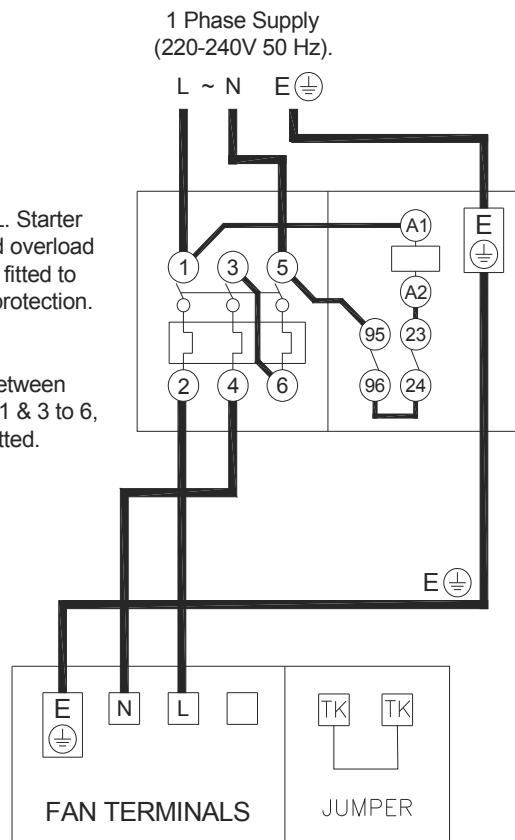 1 Phase Supply
(220-240V 50 Hz).
L ~ N E
L. Starter
d overload
fitted to
protection.
etween
1 & 3 to 6,
tted.
A1
E
1 3 5
A2
95 23
2 4 6
96 24
E
E N L
TK TK
FAN TERMINALS
JUMPER